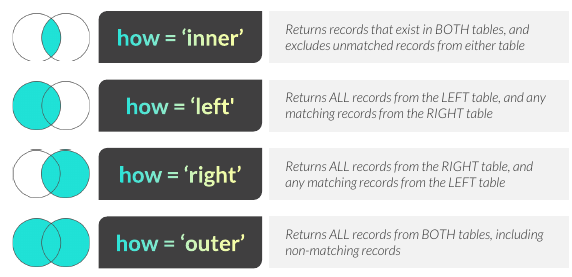 how = ‘inner’
Returns records that exist in BOTH tables, and
excludes unmatched records from either table
how = ‘left'
Returns ALL records from the LEFT table, and any
matching records from the RIGHT table
how = ‘right’
Returns ALL records from the RIGHT table, and
any matching records from the LEFT table
how = ‘outer’
Returns ALL records from BOTH tables, including
non-matching records